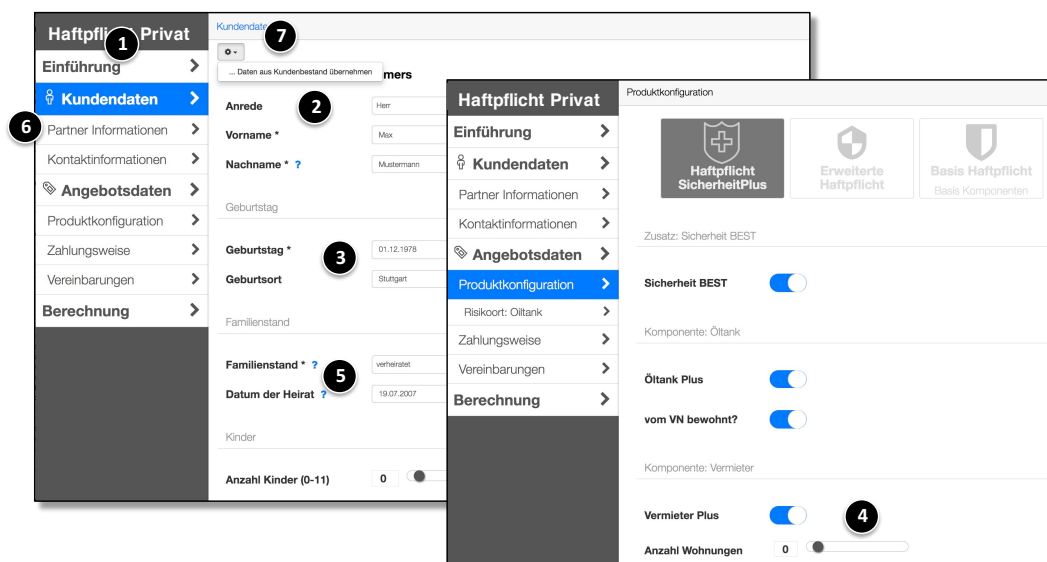 Haftpfl
Privat
1
Einführung
Kundendaten
6
Partner Informationen
Kontaktinformationen
Angebotsdaten
Produktkonfiguration
Zahlungsweise
Vereinbarungen
Berechnung
7
... Daten aus Kundenbestand übernehmen
mers
Anrede
2
Herr
Vorname *
Max
Nachname * ?
Mustermann
Geburtstag
Geburtstag *
3
01.12.1978
Geburtsort
Stuttgart
Familienstand
Familienstand * ?
5
verheiratet
Datum der Heirat ?
19.07.2007
Kinder
Anzahl Kinder (0-11)
0
Haftpflicht Privat
Einführung
Kundendaten
Partner Informationen
Kontaktinformationen
Angebotsdaten
Produktkonfiguration
Risikoort: Öltank
Zahlungsweise
Vereinbarungen
Berechnung
Produktkonfiguration
Haftpflicht
SicherheitPlus
Erweiterte
Haftpflicht
Basis Haftpflicht
Basis Komponenten
Zusatz: Sicherheit BEST
Sicherheit BEST
Komponente: Öltank
Öltank Plus
vom VN bewohnt?
Komponente: Vermieter
Vermieter Plus
4
Anzahl Wohnungen
0